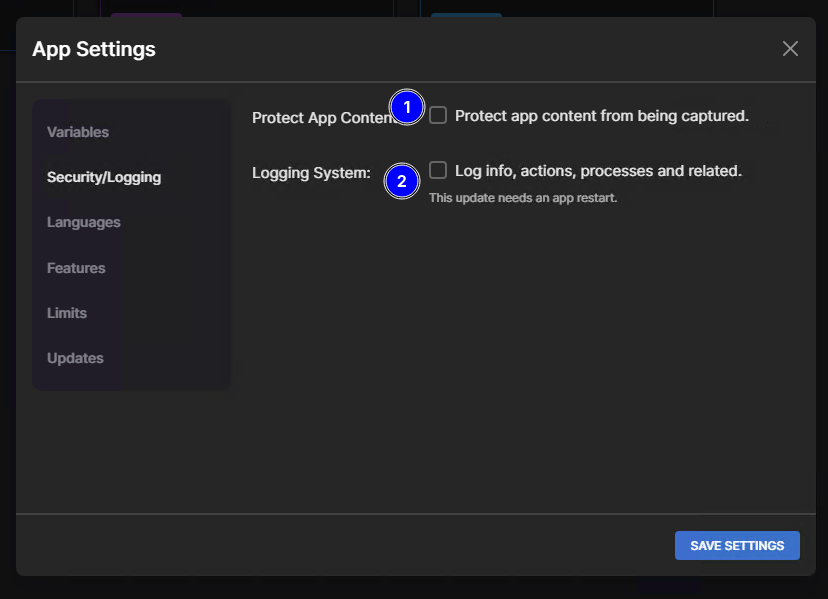 App Settings
Variables
Security/Logging
Languages
Features
Limits
Updates
Protect App Conten
1
Protect app content from being captured.
Logging System:
2
Log info, actions, processes and related.
This update needs an app restart.
SAVE SETTINGS